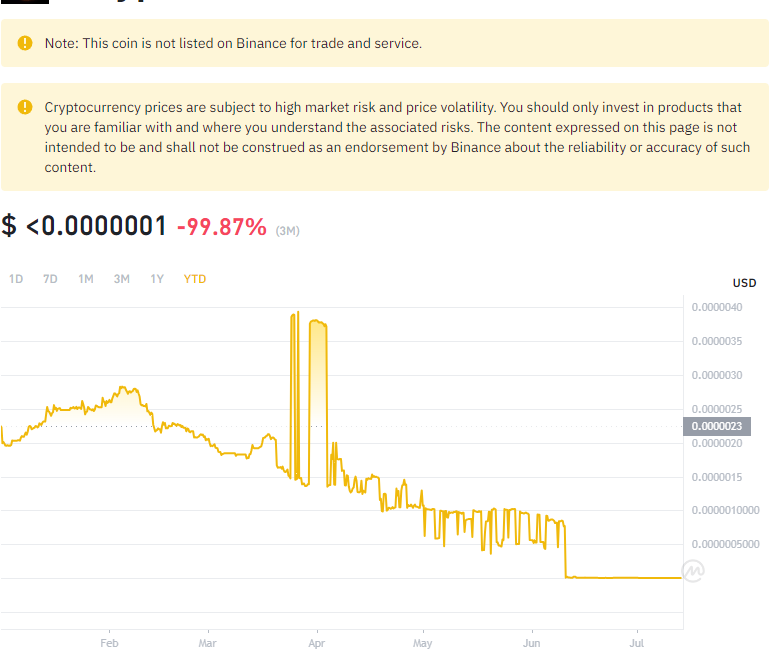 Note: This coin is not listed on Binance for trade and service.
Cryptocurrency prices are subject to high market risk and price volatility. You should only invest in products that
you are familiar with and where you understand the associated risks. The content expressed on this page is not
intended to be and shall not be construed as an endorsement by Binance about the reliability or accuracy of such
content.
$ <0.0000001 -99.87% (3M)
1D 7D 1M 3M 1Y YTD
USD
0.0000040
0.0000035
0.0000030
0.0000025
0.0000023
0.0000020
0.0000015
0.0000010000
0.0000005000
Feb Mar Apr May Jun Jul